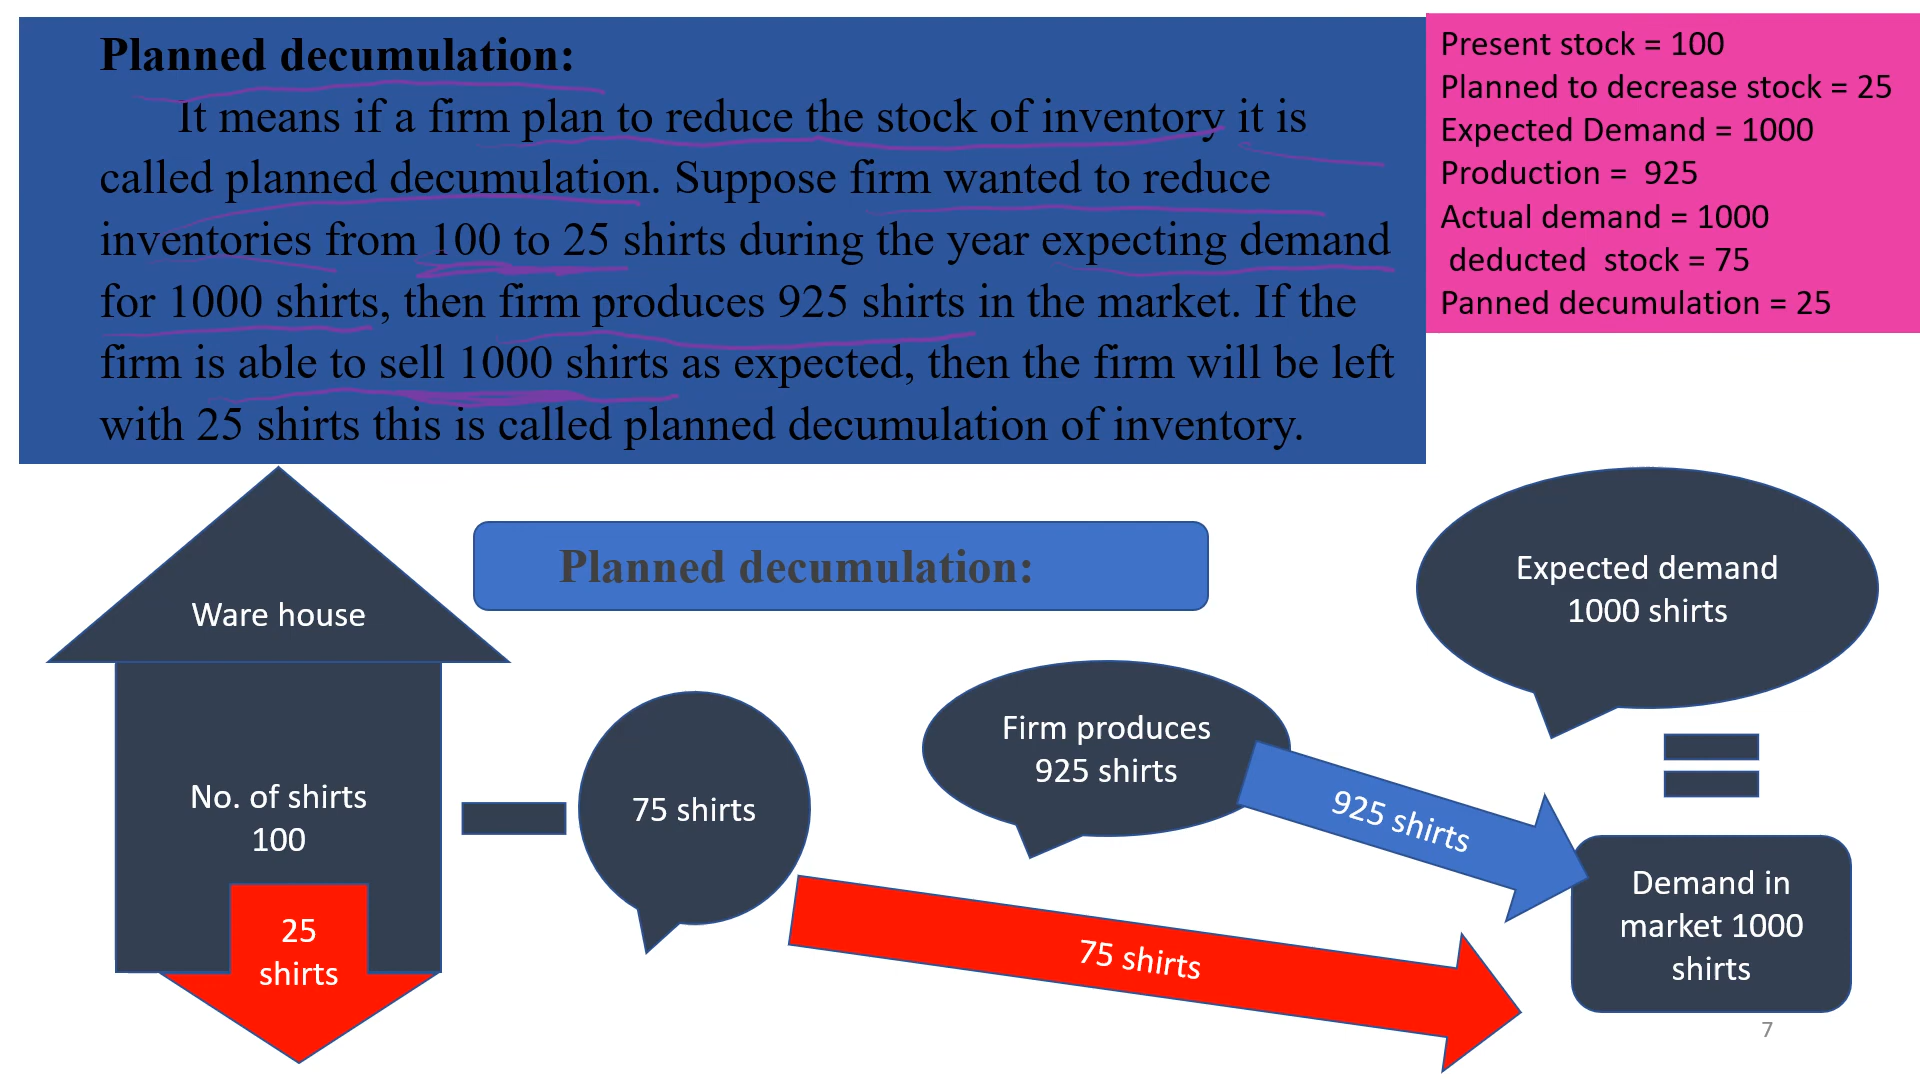 Planned decumulation:
It means if a firm plan to reduce the stock of inventory it is
called planned decumulation. Suppose firm wanted to reduce
inventories from 100 to 25 shirts during the year expecting demand
for 1000 shirts, then firm produces 925 shirts in the market. If the
firm is able to sell 1000 shirts as expected, then the firm will be left
with 25 shirts this is called planned decumulation of inventory.
Present stock = 100
Planned to decrease stock = 25
Expected Demand = 1000
Production = 925
Actual demand = 1000
deducted stock = 75
Panned decumulation = 25
Planned decumulation:
Ware house
No. of shirts
100
25
shirts
75 shirts
Firm produces
925 shirts
925 shirts
75 shirts
Expected demand
1000 shirts
Demand in
market 1000
shirts
7